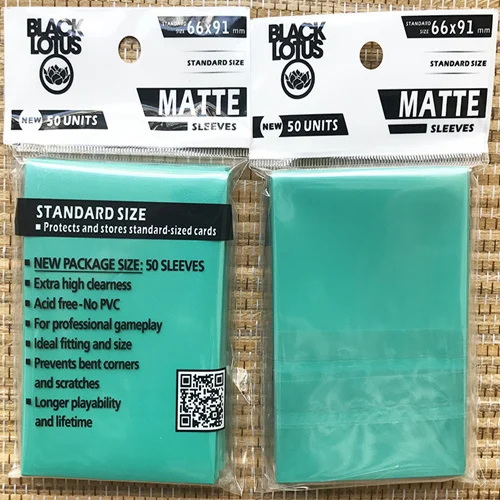 BLACK
LOTUS
STANDARD
SIZE 66x91 mm
STANDARD SIZE
MATTE
NEW 50 UNITS
SLEEVES
STANDARD SIZE
▪ Protects and stores standard-sized cards
▪ NEW PACKAGE SIZE: 50 SLEEVES
▪ Extra high clearness
▪ Acid free-No PVC
▪ For professional gameplay
▪ Ideal fitting and size
▪ Prevents bent corners
and scratches
▪ Longer playability
and lifetime
BLACK
LOTUS
STANDARD
SIZE 66x91 mm
STANDARD SIZE
MATTE
NEW 50 UNITS
SLEEVES